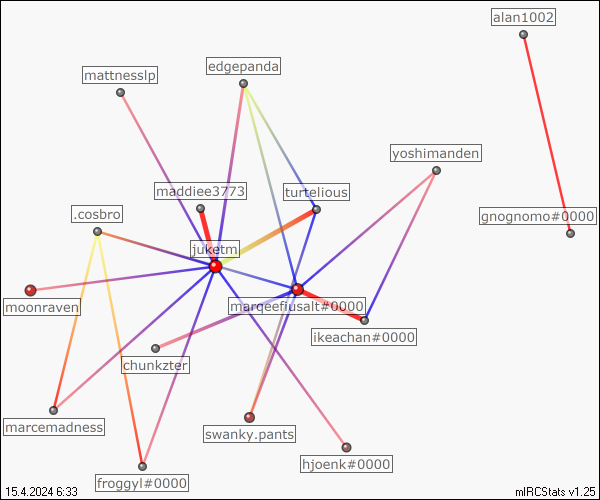 alan1002
edgepanda
mattnesslp
yoshimanden
maddiee3773
turtelious
.cosbro
gnognomo#0000
juketm
moonraven
marqeefiusalt#0000
ikeachan#0000
chunkzter
marcemadness
swanky.pants
hjoenk#0000
froggyl#0000
15.4.2024 6:33
mIRCStats v1.25